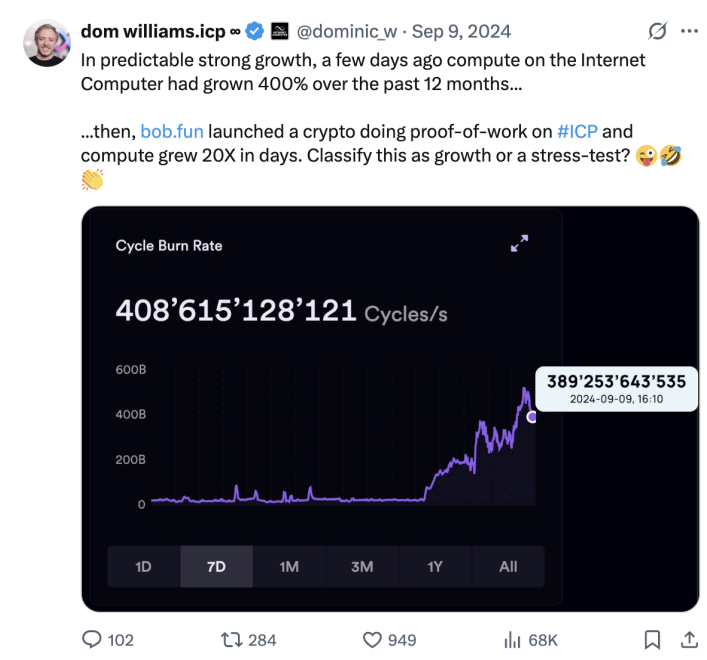 dom williams.icp ∞ @dominic_w · Sep 9, 2024
In predictable strong growth, a few days ago compute on the Internet
Computer had grown 400% over the past 12 months...
...then, bob.fun launched a crypto doing proof-of-work on #ICP and
compute grew 20X in days. Classify this as growth or a stress-test? 😜🤣
👏
Cycle Burn Rate
408’615’128’121 Cycles/s
600B
389’253’643’535
2024-09-09, 16:10
400B
200B
0
1D 7D 1M 3M 1Y All
102 284 949 68K